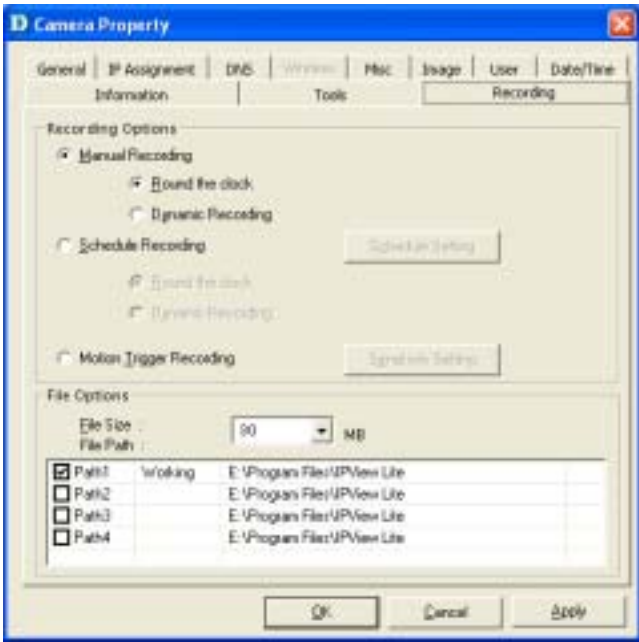 D Camera Property
General IP Assignment DNS Wireless Misc Image User Date/Time
Information Tools Recording
Recording Options
Manual Recording
Round the clock
Dynamic Recording
Schedule Recording Schedule Setting
Round the clock
Dynamic Recording
Motion Trigger Recording
File Options
File Size :
File Path :
MB
Path1 Working E:\Program Files\IPView Lite
Path2 E:\Program Files\IPView Lite
Path3 E:\Program Files\IPView Lite
Path4 E:\Program Files\IPView Lite
OK Cancel Apply